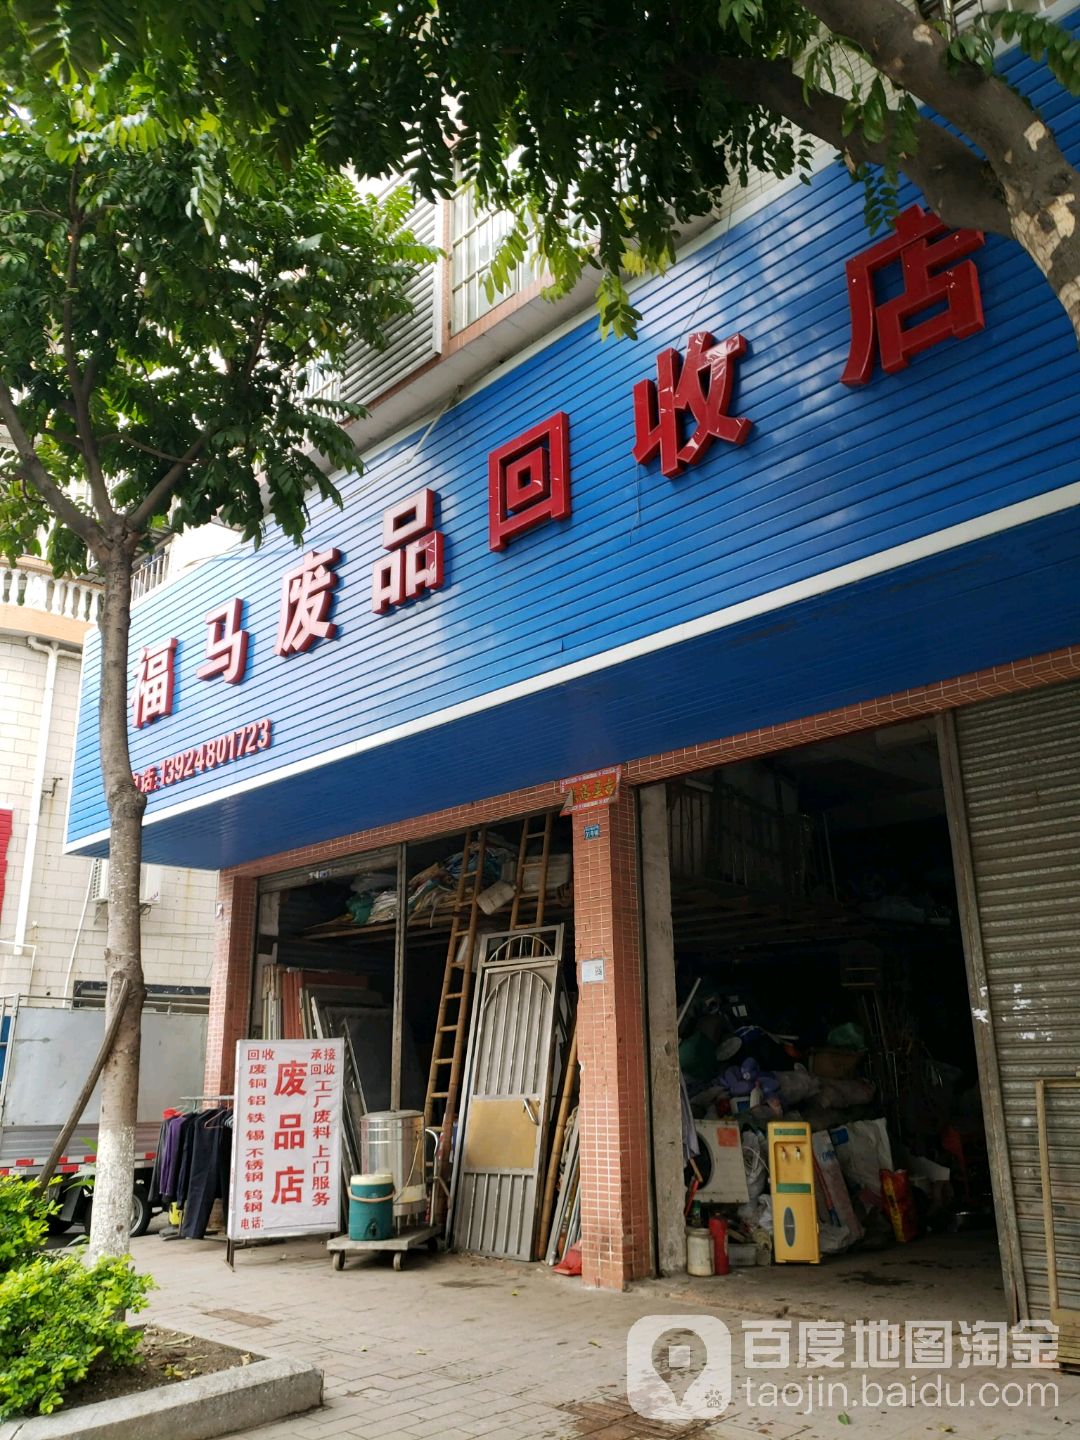 福马废品回收店
电话:13924801723
回收
废铜铝铁锡不锈钢钨钢
电话:
废品店
承接
回收工厂废料上门服务
百度地图淘金
taojin.baidu.com